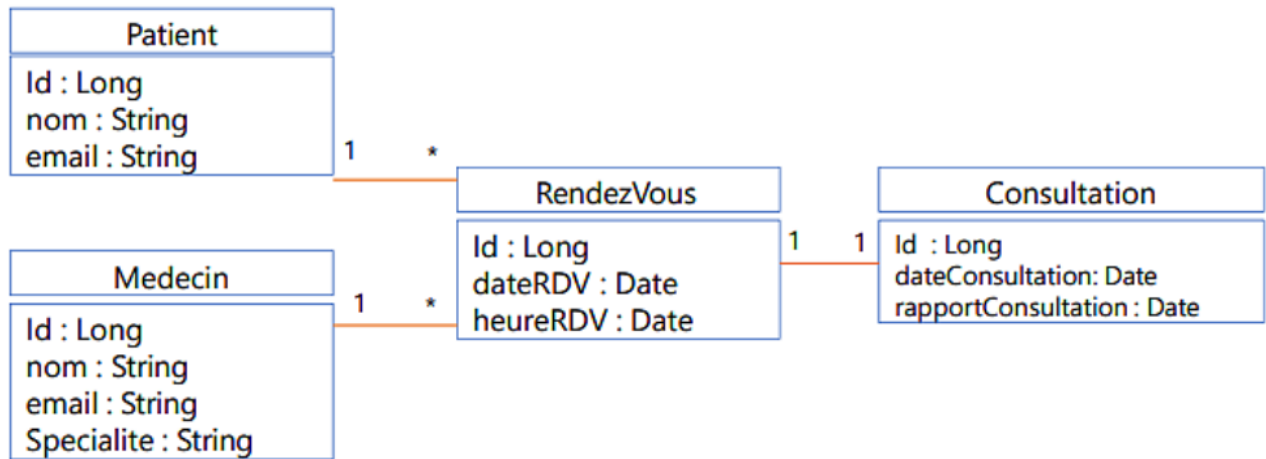 Patient
Id : Long
nom : String
email : String
1 *
Medecin
Id : Long
nom : String
email : String
Specialite : String
1 *
RendezVous
Id : Long
dateRDV : Date
heureRDV : Date
1 1
Consultation
Id : Long
dateConsultation: Date
rapportConsultation : Date